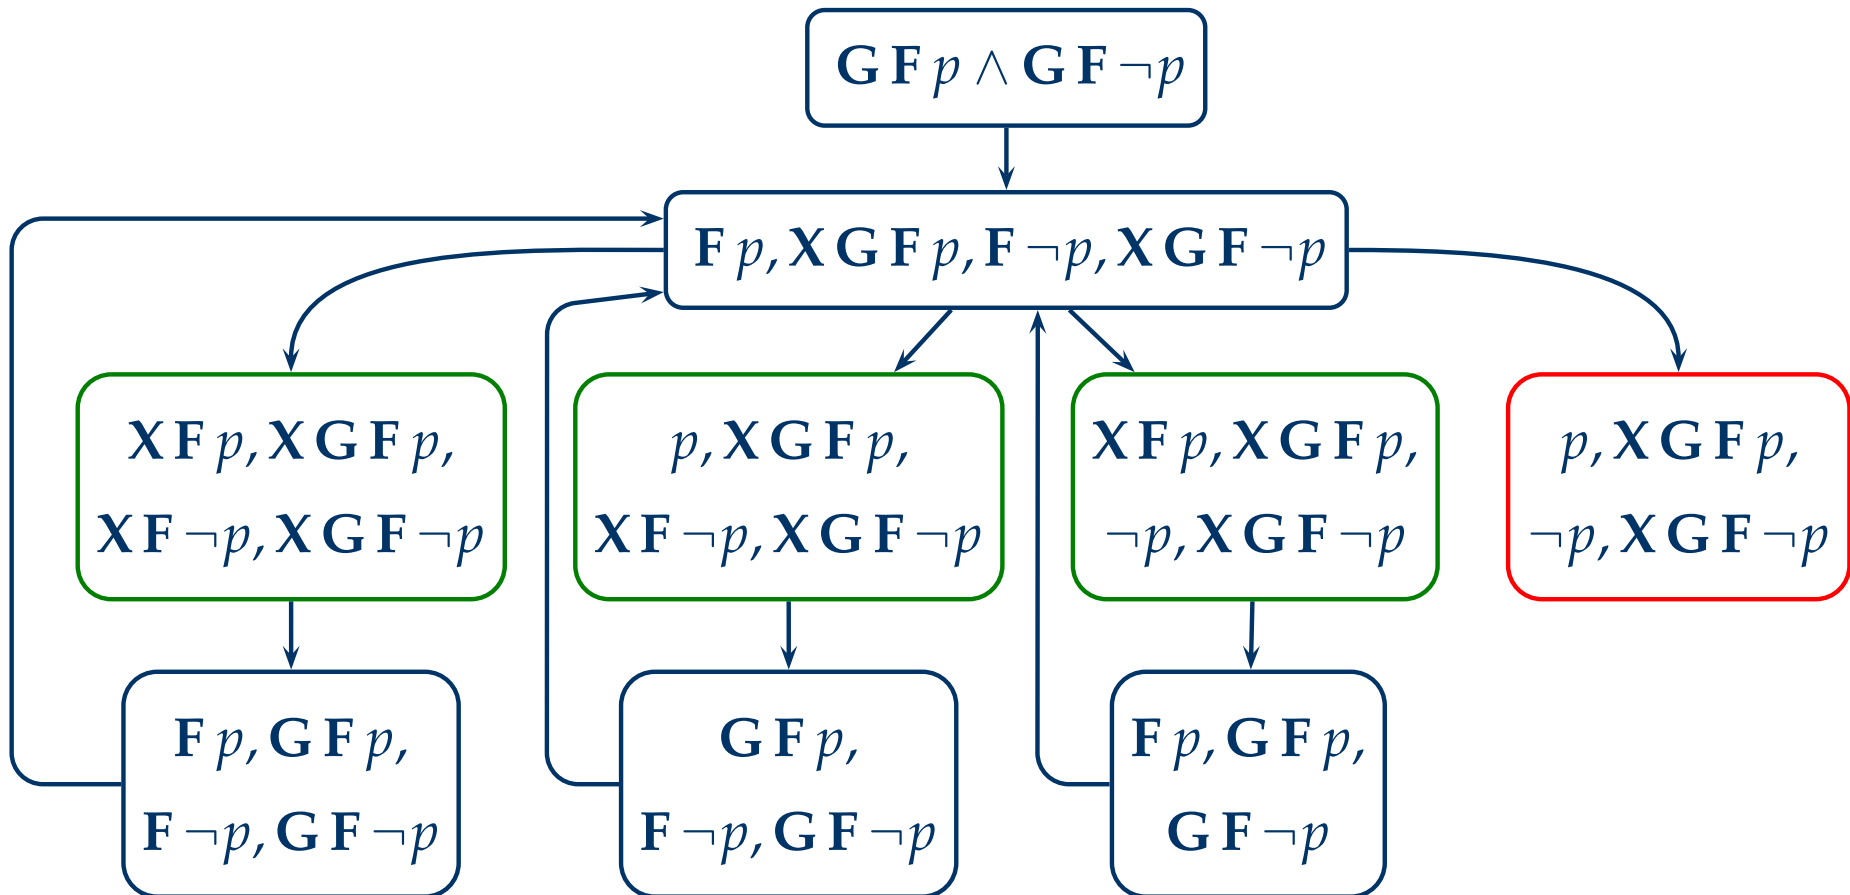 G F p ∧ G F ¬p
F p, X G F p, F ¬p, X G F ¬p
X F p, X G F p,
X F ¬p, X G F ¬p
p, X G F p,
X F ¬p, X G F ¬p
X F p, X G F p,
¬p, X G F ¬p
p, X G F p,
¬p, X G F ¬p
F p, G F p,
F ¬p, G F ¬p
G F p,
F ¬p, G F ¬p
F p, G F p,
G F ¬p